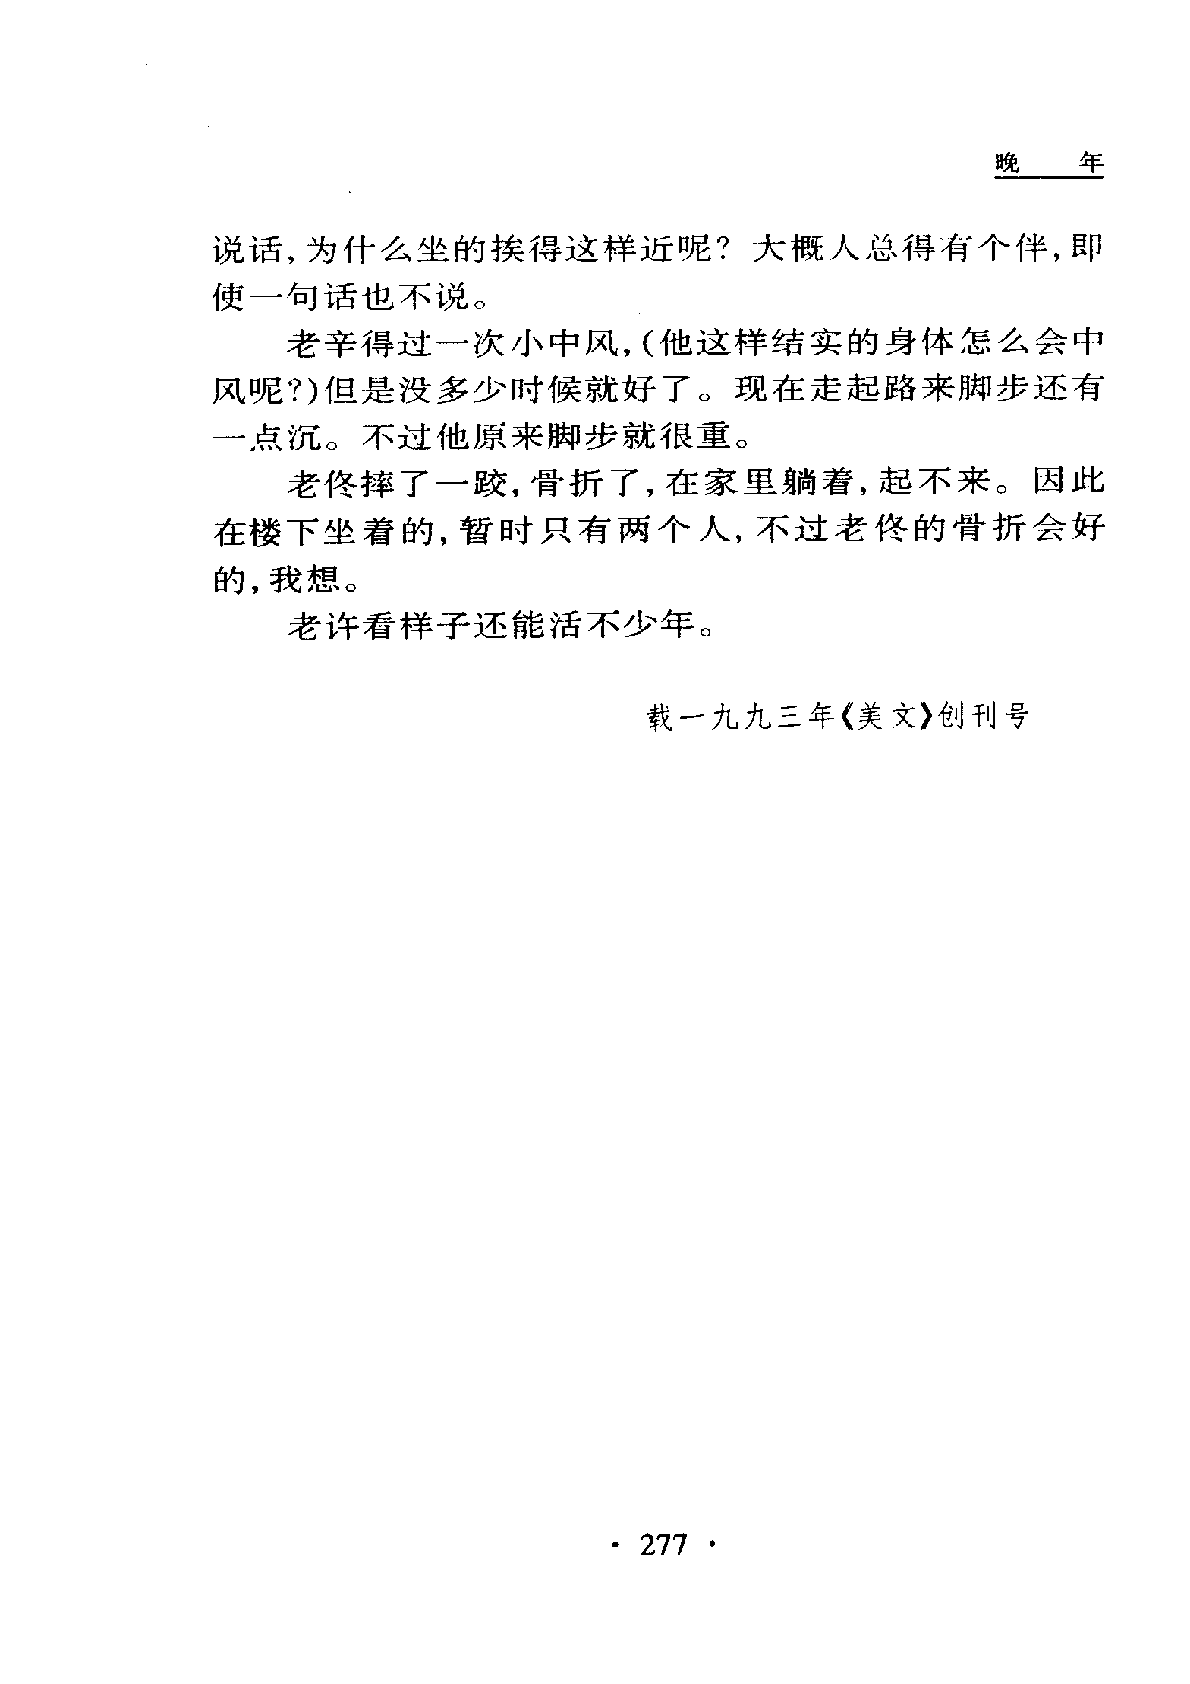 晚 年
说话,为什么坐的挨得这样近呢? 大概人总得有个伴,即
使一句话也不说。
老辛得过一次小中风,(他这样结实的身体怎么会中
风呢?)但是没多少时候就好了。现在走起路来脚步还有
一点沉。不过他原来脚步就很重。
老佟摔了一跤,骨折了,在家里躺着,起不来。因此
在楼下坐着的,暂时只有两个人,不过老佟的骨折会好
的,我想。
老许看样子还能活不少年。
载一九九三年《美文》创刊号
· 277 ·